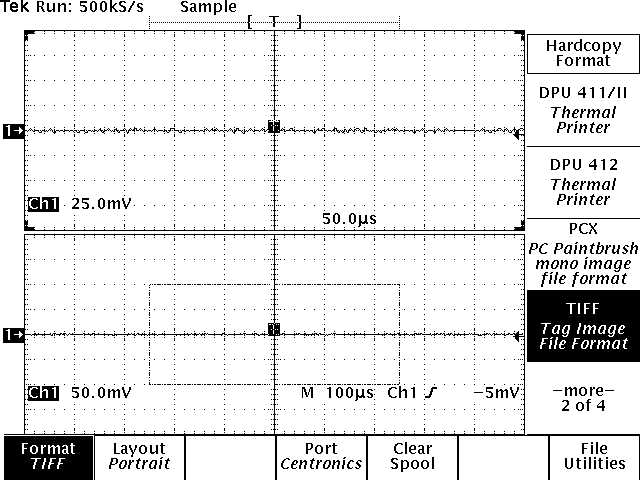 Tek Run: 500kS/s Sample
[ T ]
Hardcopy
Format
DPU 411/II
Thermal
Printer
DPU 412
Thermal
Printer
PCX
PC Paintbrush
mono image
file format
TIFF
Tag Image
File Format
-more-
2 of 4
T
1
Ch1 25.0mV
50.0µs
T
1
Ch1 50.0mV M 100µs Ch1 -5mV
Format
TIFF
Layout
Portrait
Port
Centronics
Clear
Spool
File
Utilities